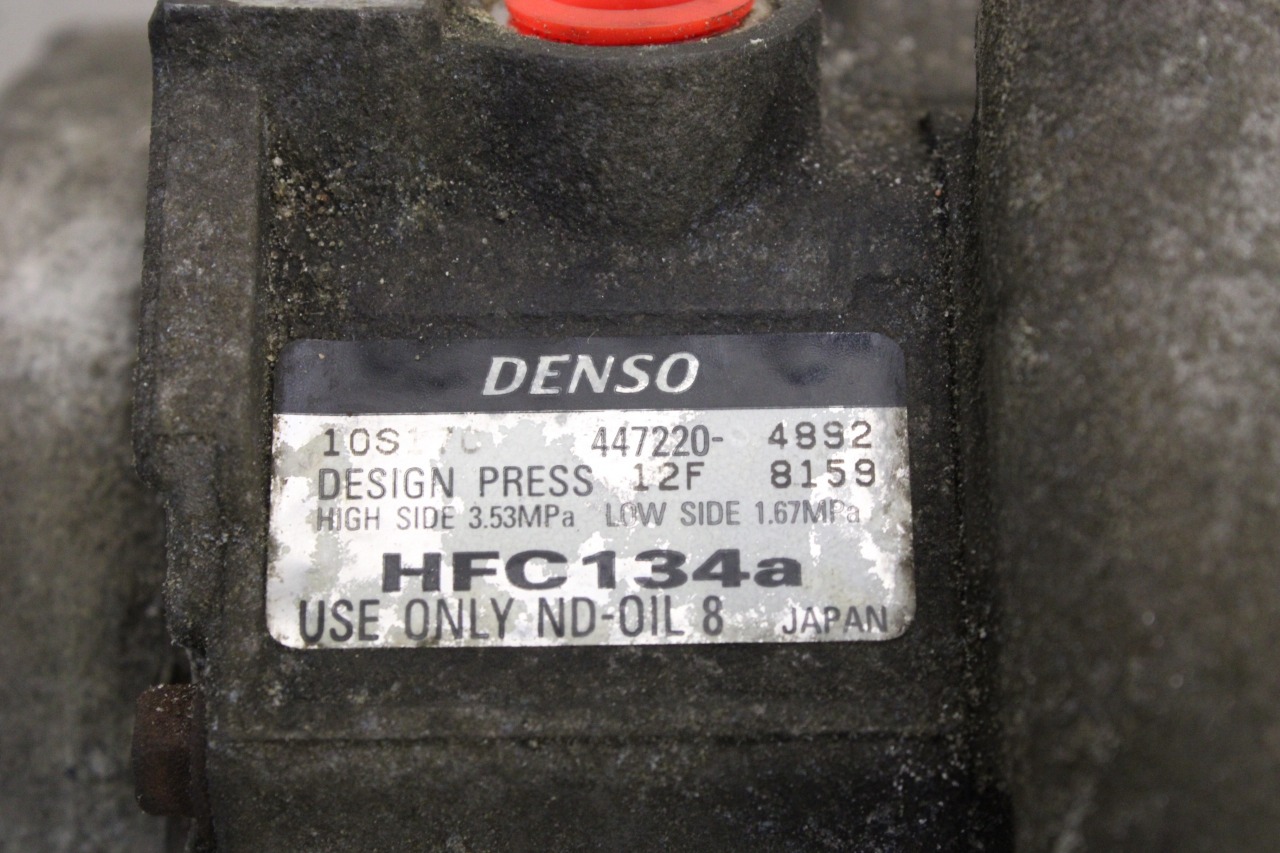 DENSO
10S17C 447220- 4892
DESIGN PRESS 12F 8159
HIGH SIDE 3.53MPa LOW SIDE 1.67MPa
HFC134a
USE ONLY ND-OIL 8 JAPAN